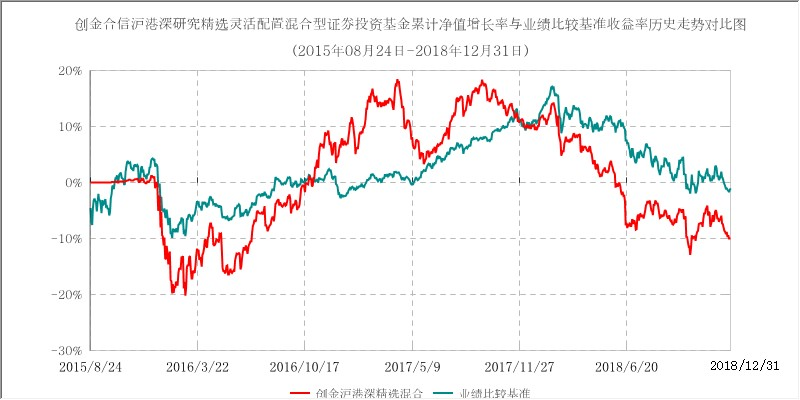 创金合信沪港深研究精选灵活配置混合型证券投资基金累计净值增长率与业绩比较基准收益率历史走势对比图
(2015年08月24日-2018年12月31日)
20%
10%
0%
-10%
-20%
-30%
2015/8/24 2016/3/22 2016/10/17 2017/5/9 2017/11/27 2018/6/20 2018/12/31
创金沪港深精选混合 业绩比较基准